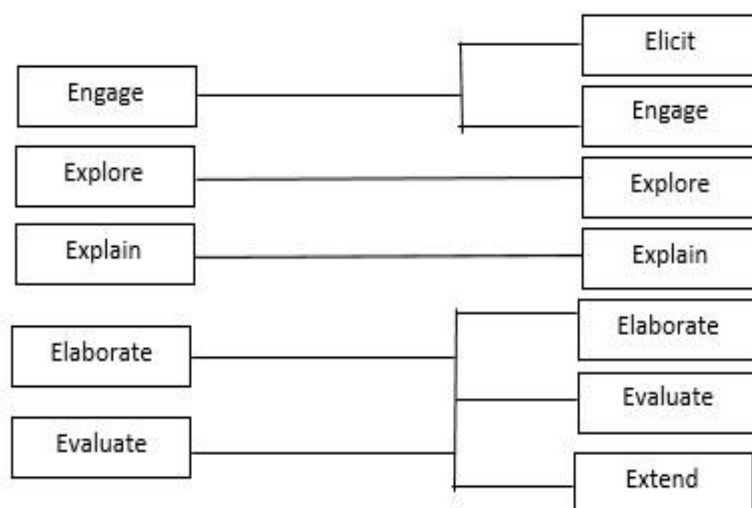 Engage
Explore
Explain
Elaborate
Evaluate
Elicit
Engage
Explore
Explain
Elaborate
Evaluate
Extend